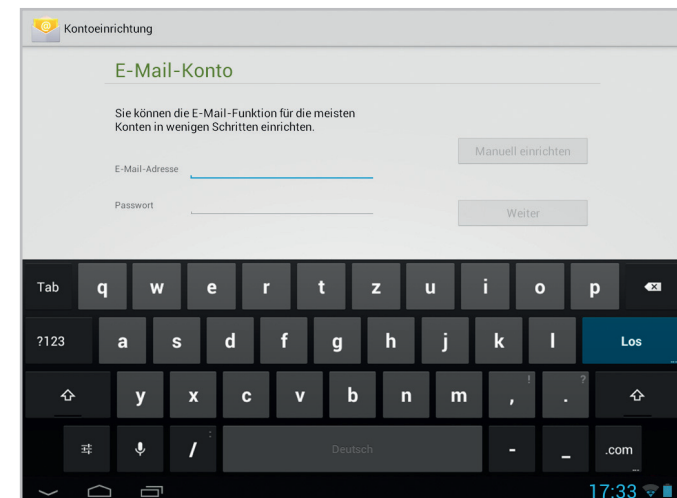 Kontoeinrichtung
E-Mail-Konto
Sie können die E-Mail-Funktion für die meisten
Konten in wenigen Schritten einrichten.
Manuell einrichten
E-Mail-Adresse
Passwort
Weiter
Tab q w e r t z u i o p
?123 a s d f g h j k l Los ...
y x c v b n m , ! . ?
/ : Deutsch - _ .com ...
17:33